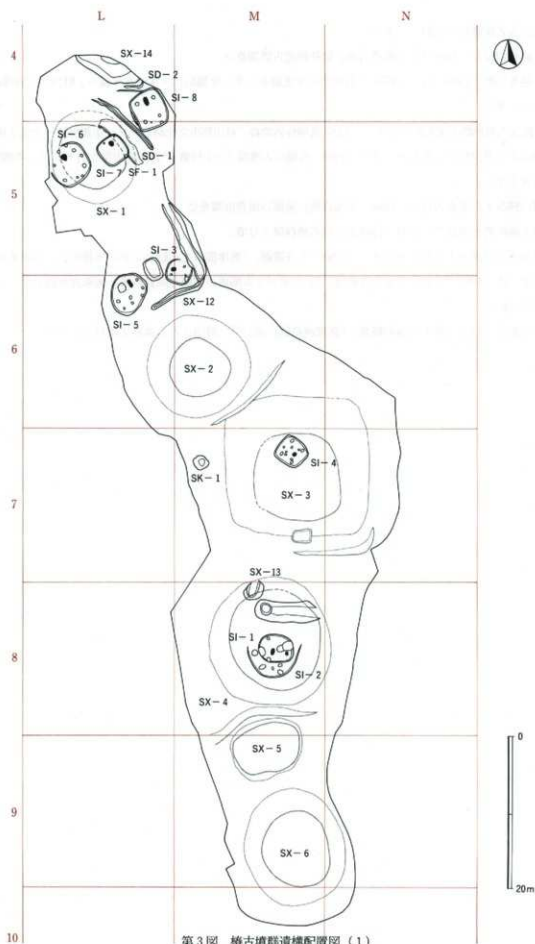 L M N
4
SX-14
SD-2
SI-8
SI-6
SD-1
SI-7
SF-1
5
SX-1
SI-3
SX-12
SI-5
6
SX-2
SI-4
SK-1
SX-3
7
SX-13
SI-1
8
SI-2
SX-4
SX-5
0
9
SX-6
20m
10
第3図 椿古墳群遺構配置図(1)